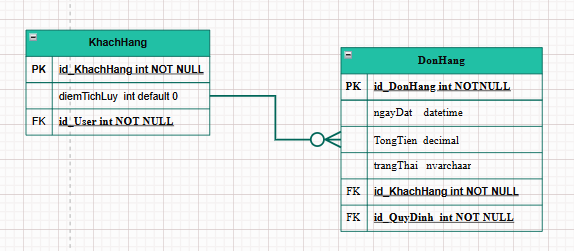 KhachHang
PK id_KhachHang int NOT NULL
diemTichLuy int default 0
FK id_User int NOT NULL
DonHang
PK id_DonHang int NOTNULL
ngayDat datetime
TongTien decimal
trangThai nvarchaar
FK id_KhachHang int NOT NULL
FK id_QuyDinh int NOT NULL